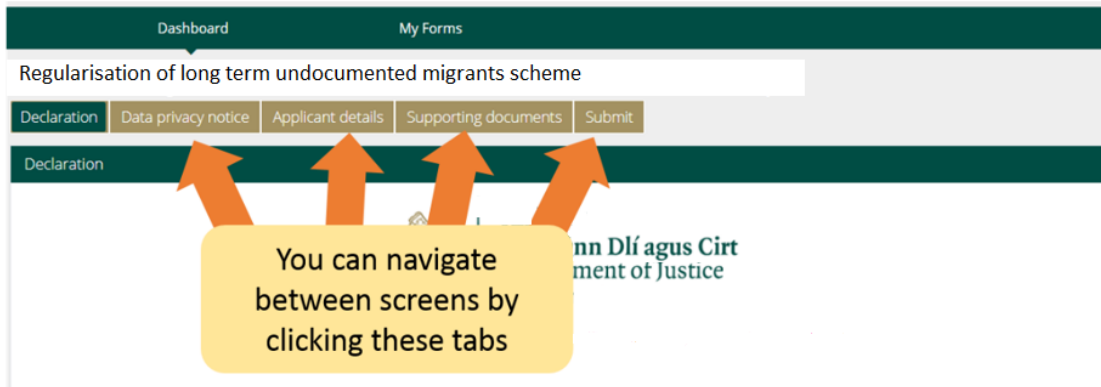 Dashboard My Forms
Regularisation of long term undocumented migrants scheme
Declaration Data privacy notice Applicant details Supporting documents Submit
Declaration
nn Dlí agus Cirt
ment of Justice
You can navigate
between screens by
clicking these tabs